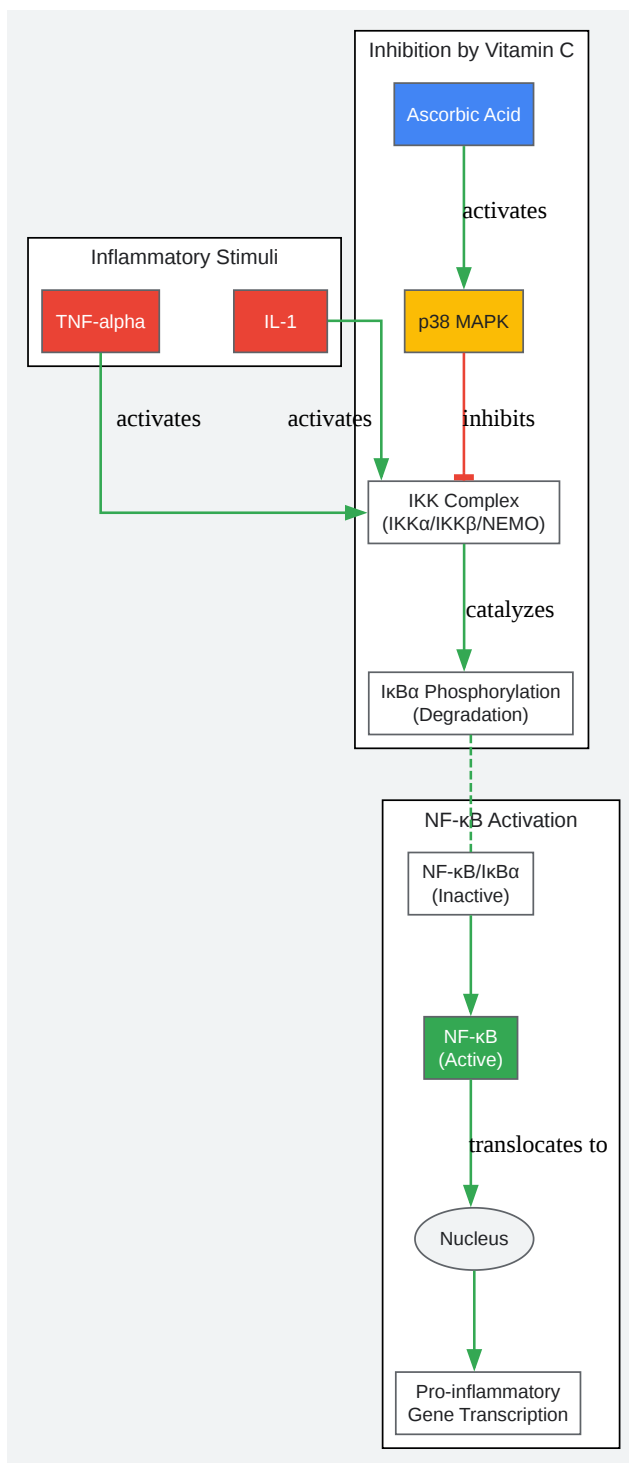 Inhibition by Vitamin C
Ascorbic Acid
activates
Inflammatory Stimuli
TNF-alpha
IL-1
p38 MAPK
activates
activates
inhibits
IKK Complex
(IKKα/IKKβ/NEMO)
catalyzes
IκBα Phosphorylation
(Degradation)
NF-κB Activation
NF-κB/IκBα
(Inactive)
NF-κB
(Active)
translocates to
Nucleus
Pro-inflammatory
Gene Transcription